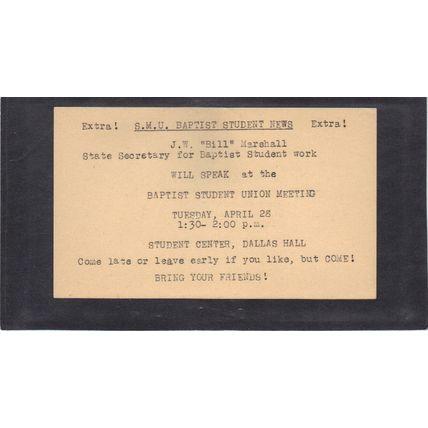 Extra! S.M.U. BAPTIST STUDENT NEWS Extra!
J.W. "Bill" Marshall
State Secretary for Baptist Student work
WILL SPEAK at the
BAPTIST STUDENT UNION MEETING
TUESDAY, APRIL 28
1:30- 2:00 p.m.
STUDENT CENTER, DALLAS HALL
Come late or leave early if you like, but COME!
BRING YOUR FRIENDS!